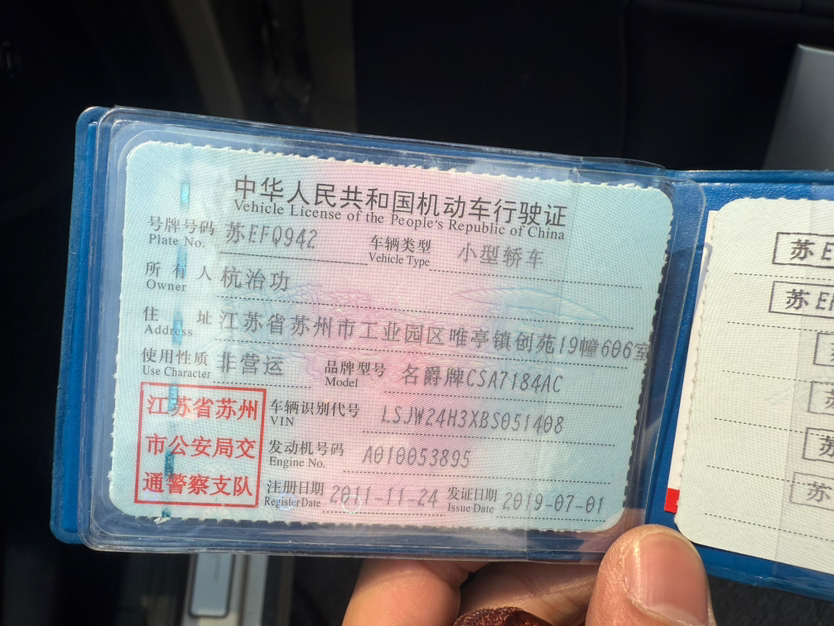 中华人民共和国机动车行驶证
Vehicle License of the People's Republic of China
号牌号码 苏EFQ942 车辆类型 小型轿车
Plate No. Vehicle Type
所有人 杭治功
Owner
住址 江苏省苏州市工业园区唯亭镇创苑19幢606室
Address
使用性质 非营运 品牌型号 名爵牌CSA7184AC
Use Character Model
江苏省苏州
市公安局交
通警察支队
车辆识别代号 LSJW24H3XBS051408
VIN
发动机号码 A010053895
Engine No.
注册日期 2011-11-24 发证日期 2019-07-01
Register Date Issue Date
苏E
苏E
苏
苏
苏